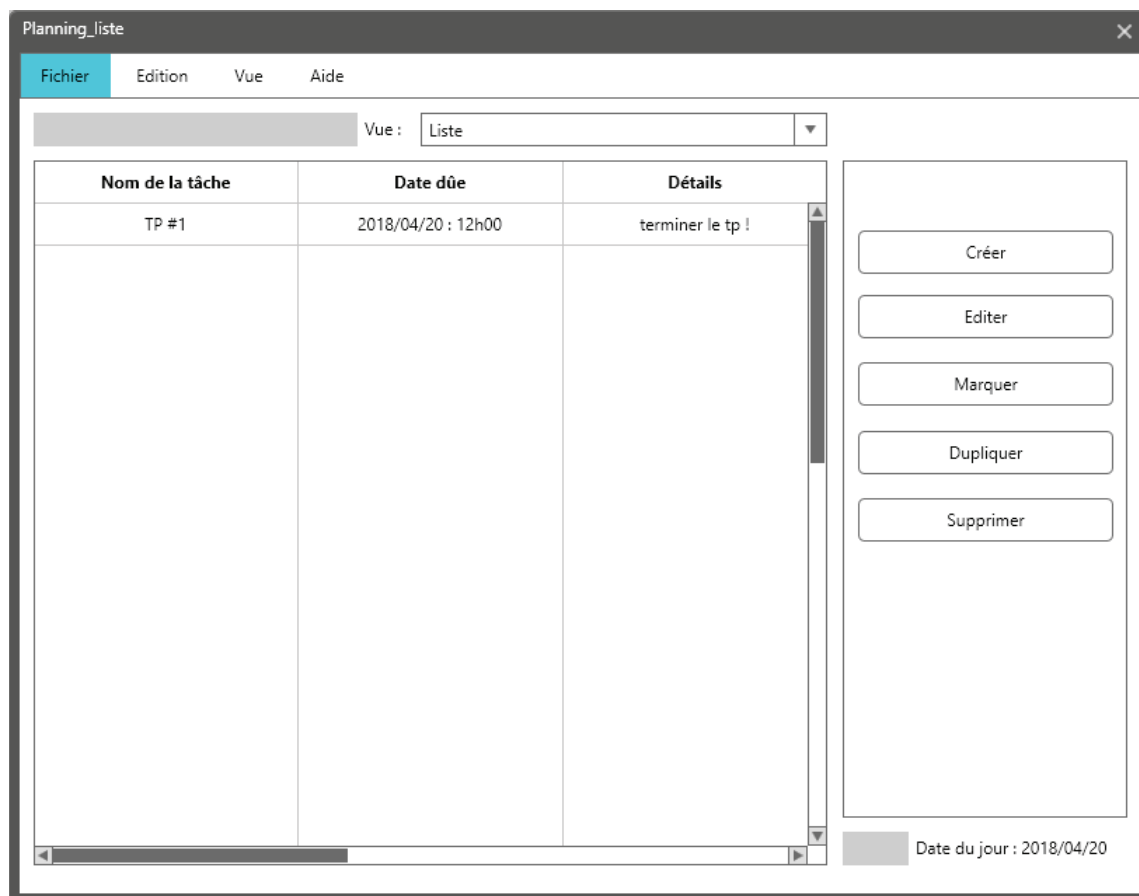 Planning_liste
Fichier Edition Vue Aide
Vue : Liste
Nom de la tâche Date dûe Détails
TP #1 2018/04/20 : 12h00 terminer le tp !
Créer
Editer
Marquer
Dupliquer
Supprimer
Date du jour : 2018/04/20